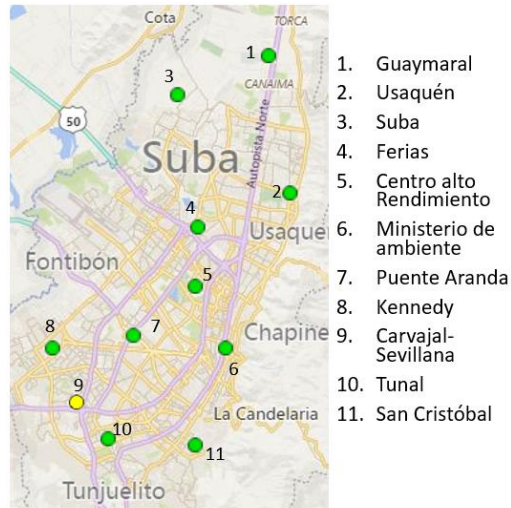 Cota
TORCA
1
CANAIMA
3
50
Autopista Norte
Suba
2
4
Usaque
Fontibón
5
8
7
Chapine
6
9
La Candelaria
10
11
Tunjuelito
1. Guaymaral
2. Usaquén
3. Suba
4. Ferias
5. Centro alto
Rendimiento
6. Ministerio de
ambiente
7. Puente Aranda
8. Kennedy
9. Carvajal-
Sevillana
10. Tunal
11. San Cristóbal